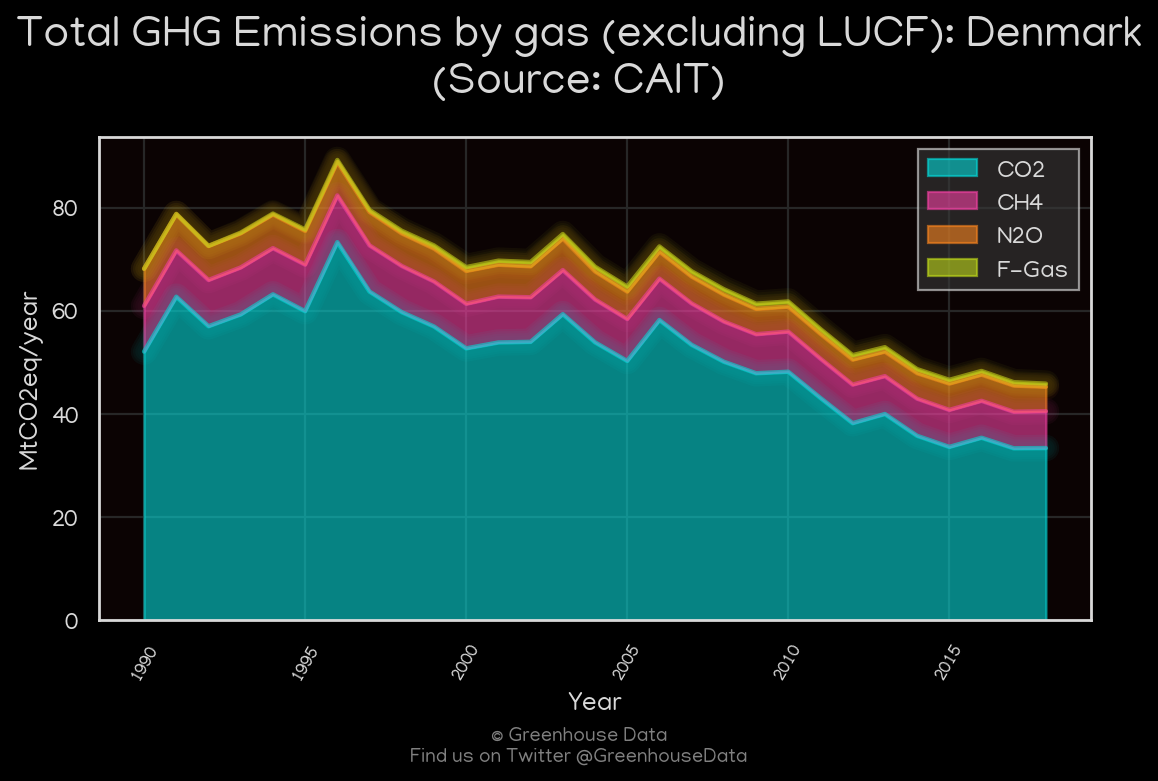 Total GHG Emissions by gas (excluding LUCF): Denmark
(Source: CAIT)
CO2
CH4
N2O
F-Gas
MtCO2eq/year
80
60
40
20
0
1990
1995
2000
2005
2010
2015
Year
© Greenhouse Data
Find us on Twitter @GreenhouseData